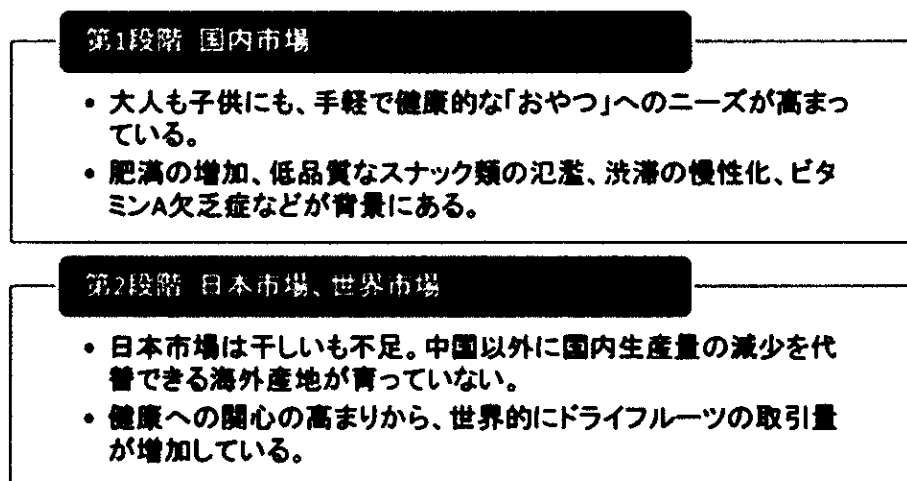 第1段階 国内市場
• 大人も子供にも、手軽で健康的な「おやつ」へのニーズが高まっ
ている。
• 肥満の増加、低品質なスナック類の氾濫、渋滞の慢性化、ビタ
ミンA欠乏症などが背景にある。
第2段階 日本市場、世界市場
• 日本市場は干しいも不足。中国以外に国内生産量の減少を代
替できる海外産地が育っていない。
• 健康への関心の高まりから、世界的にドライフルーツの取引量
が増加している。